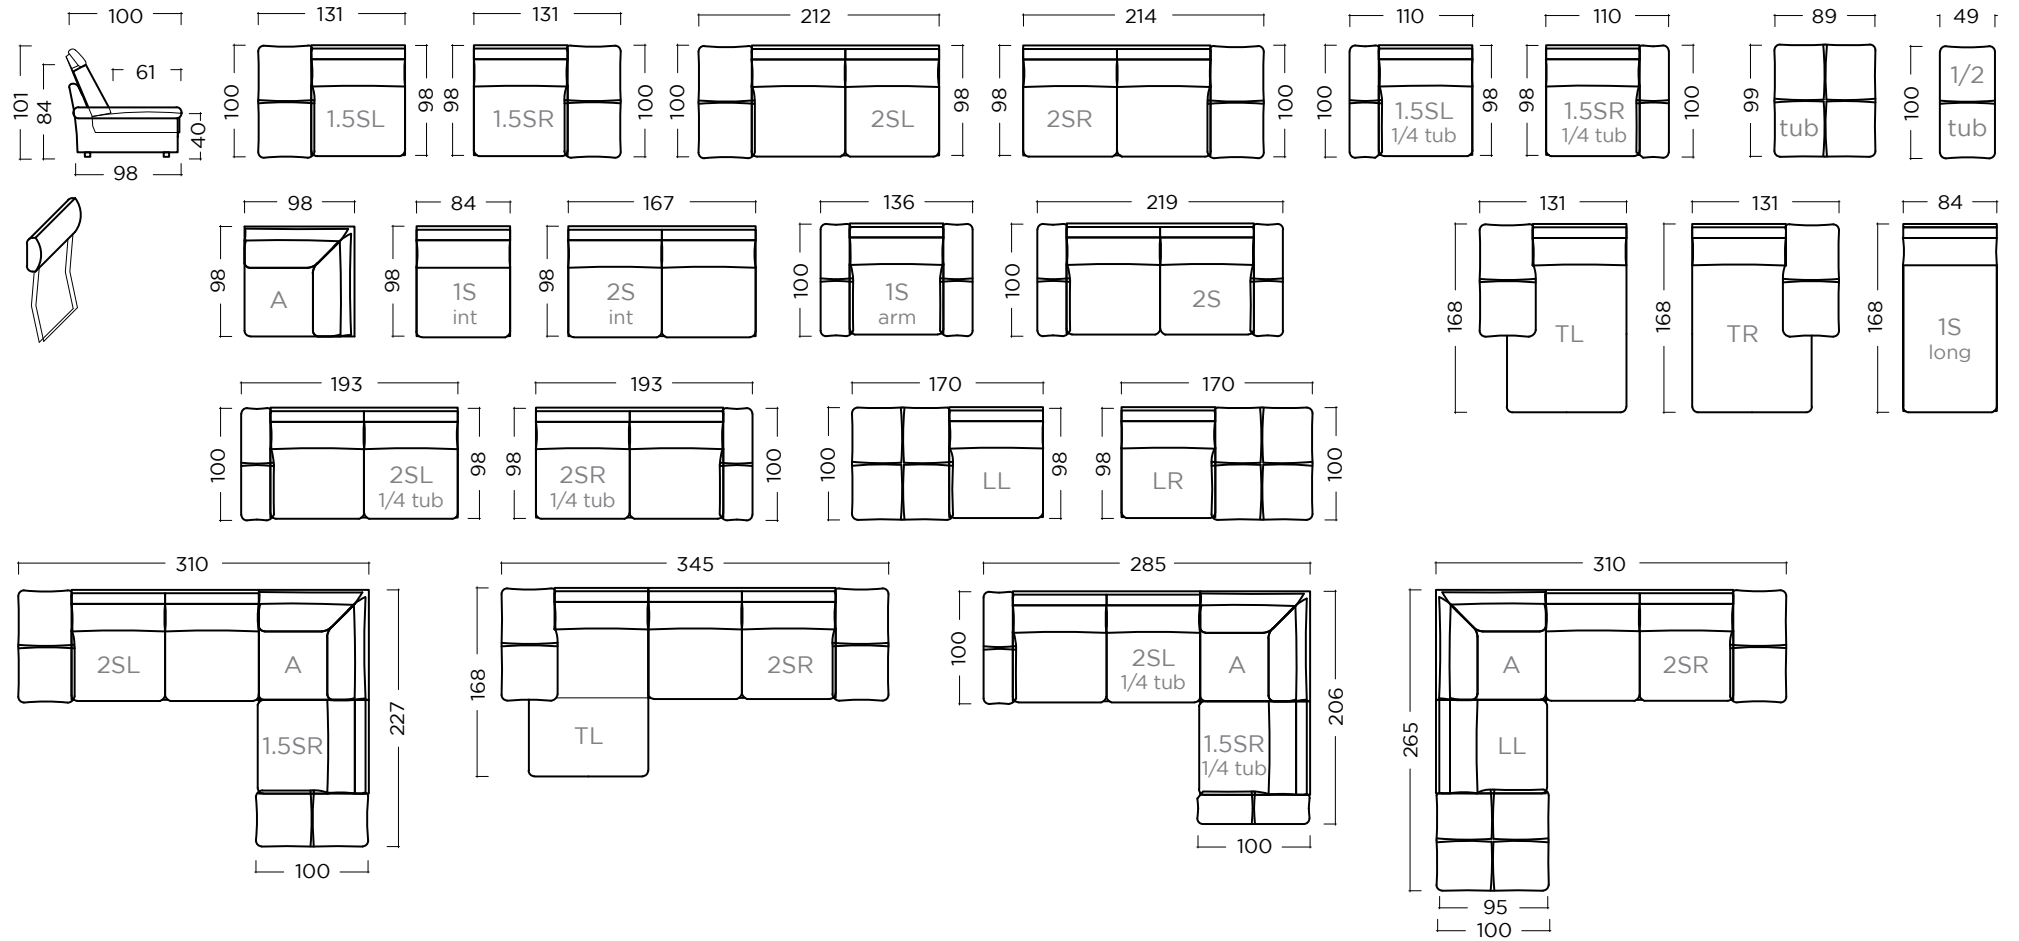 100
101
84
61
40
98
131
100
98
1.5SL
131
98
100
1.5SR
212
100
98
2SL
214
98
100
2SR
110
100
98
1.5SL
1/4 tub
110
98
100
1.5SR
1/4 tub
89
99
tub
49
100
1/2
tub
98
98
A
84
98
1S
int
167
98
2S
int
136
100
1S
arm
219
100
2S
131
168
TL
131
168
TR
84
168
1S
long
193
100
98
2SL
1/4 tub
193
98
100
2SR
1/4 tub
170
100
98
LL
170
98
100
LR
310
2SL
A
1.5SR
227
100
345
168
2SR
TL
285
100
2SL
1/4 tub
A
206
1.5SR
1/4 tub
100
310
A
2SR
265
LL
95
100